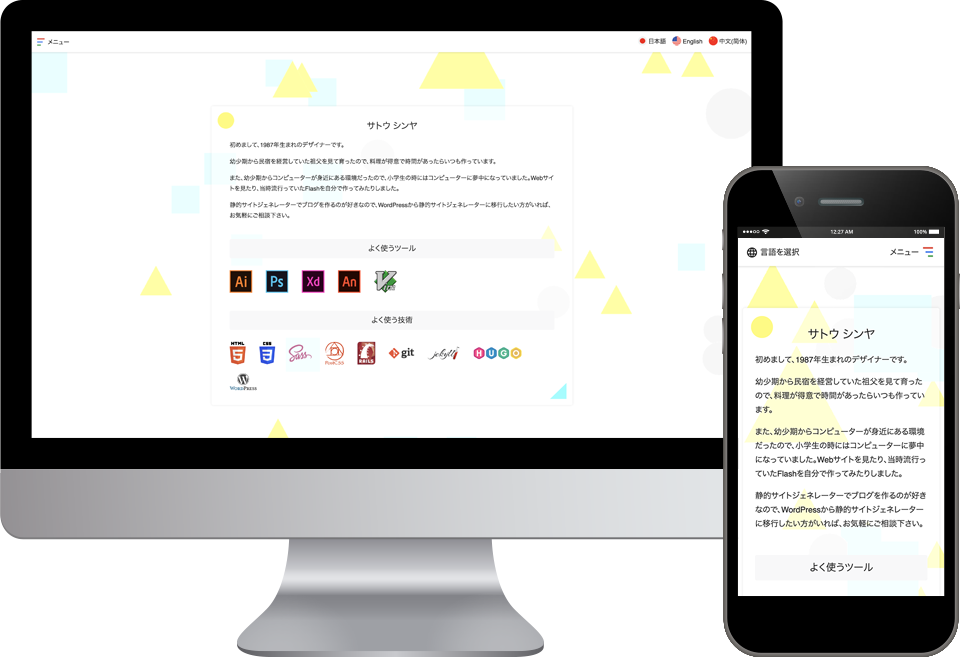 メニュー
日本語 English 中文(简体)
サトウ シンヤ
初めまして、1987年生まれのデザイナーです。
幼少期から民宿を経営していた祖父を見て育ったので、料理が得意で時間があったらいつも作っています。
また、幼少期からコンピューターが身近にある環境だったので、小学生の時にはコンピューターに夢中になっていました。Webサイ
トを見たり、当時流行っていたFlashを自分で作ってみたりしました。
静的サイトジェネレーターでブログを作るのが好きなので、WordPressから静的サイトジェネレーターに移行したい方がいれば、
お気軽にご相談下さい。
よく使うツール
Ai Ps Xd An
よく使う技術
HTML 5 CSS 3 Sass PostCSS RAILS git jekyll HUGO
WORDPRESS
12:27 AM 100%
言語を選択 メニュー
サトウ シンヤ
初めまして、1987年生まれのデザイナーです。
幼少期から民宿を経営していた祖父を見て育った
ので、料理が得意で時間があったらいつも作ってい
ます。
また、幼少期からコンピューターが身近にある環境
だったので、小学生の時にはコンピューターに夢中
になっていました。Webサイトを見たり、当時流行っ
ていたFlashを自分で作ってみたりしました。
静的サイトジェネレーターでブログを作るのが好き
なので、WordPressから静的サイトジェネレーター
に移行したい方がいれば、お気軽にご相談下さい。
よく使うツール